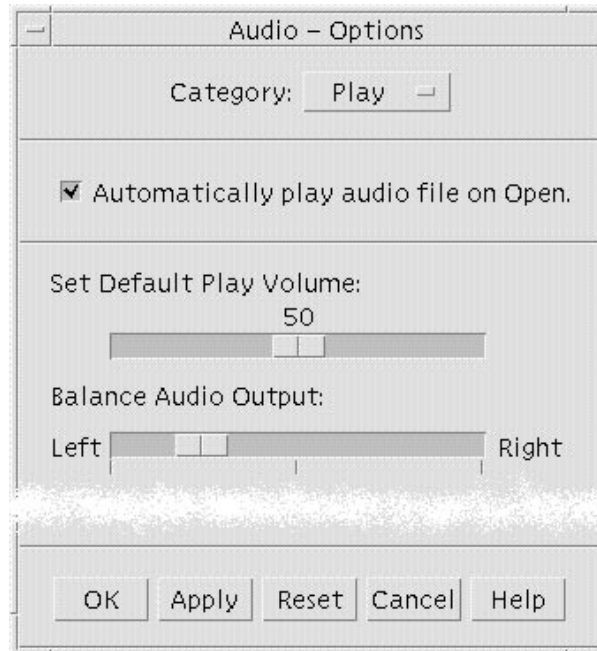 Audio – Options
Category: Play
Automatically play audio file on Open.
Set Default Play Volume:
50
Balance Audio Output:
Left Right
OK Apply Reset Cancel Help